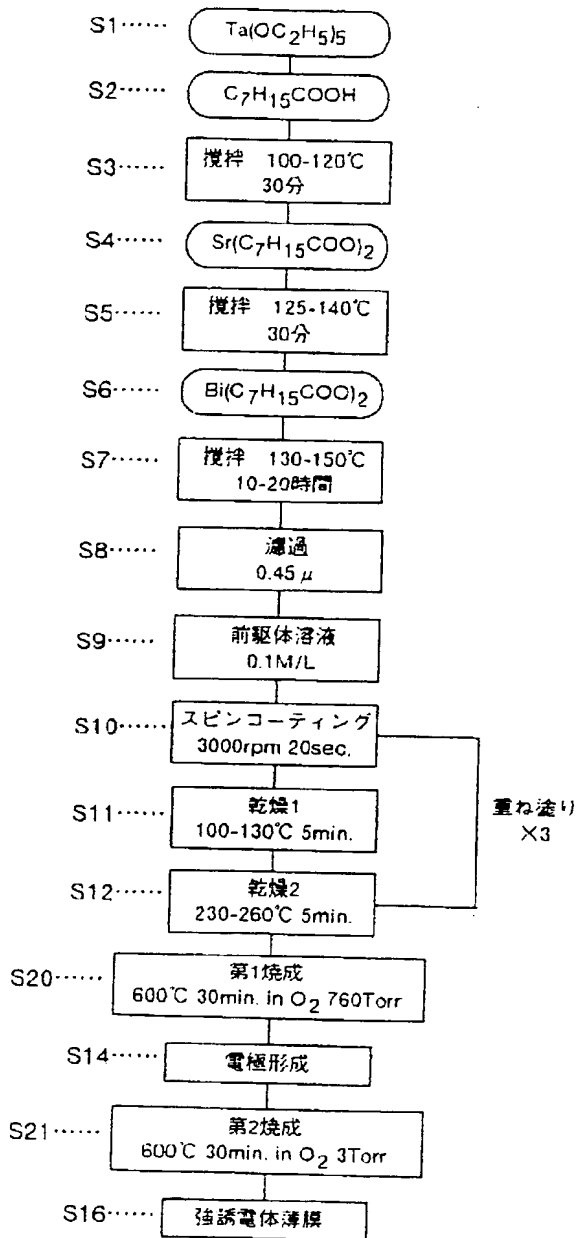 S1…… Ta(OC2H5)5
S2…… C7H15COOH
S3…… 攪拌 100-120℃
30分
S4…… Sr(C7H15COO)2
S5…… 攪拌 125-140℃
30分
S6…… Bi(C7H15COO)2
S7…… 攪拌 130-150℃
10-20時間
S8…… 濾過
0.45μ
S9…… 前駆体溶液
0.1M/L
S10…… スピンコーティング
3000rpm 20sec.
S11…… 乾燥1
100-130℃ 5min.
重ね塗り
×3
S12…… 乾燥2
230-260℃ 5min.
S20…… 第1焼成
600℃ 30min. in O2 760Torr
S14…… 電極形成
S21…… 第2焼成
600℃ 30min. in O2 3Torr
S16…… 強誘電体薄膜